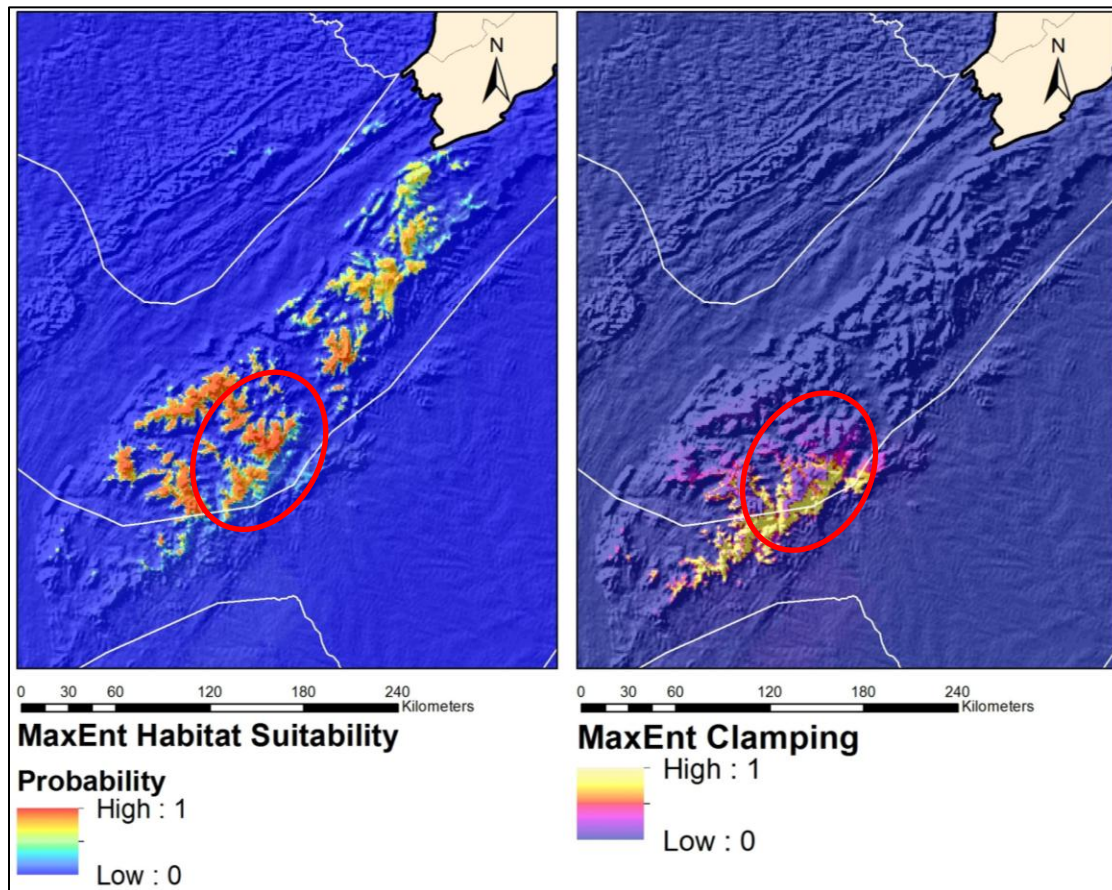 N
N
0 30 60 120 180 240
Kilometers
0 30 60 120 180 240
Kilometers
MaxEnt Habitat Suitability
Probability
High : 1
Low : 0
MaxEnt Clamping
High : 1
Low : 0